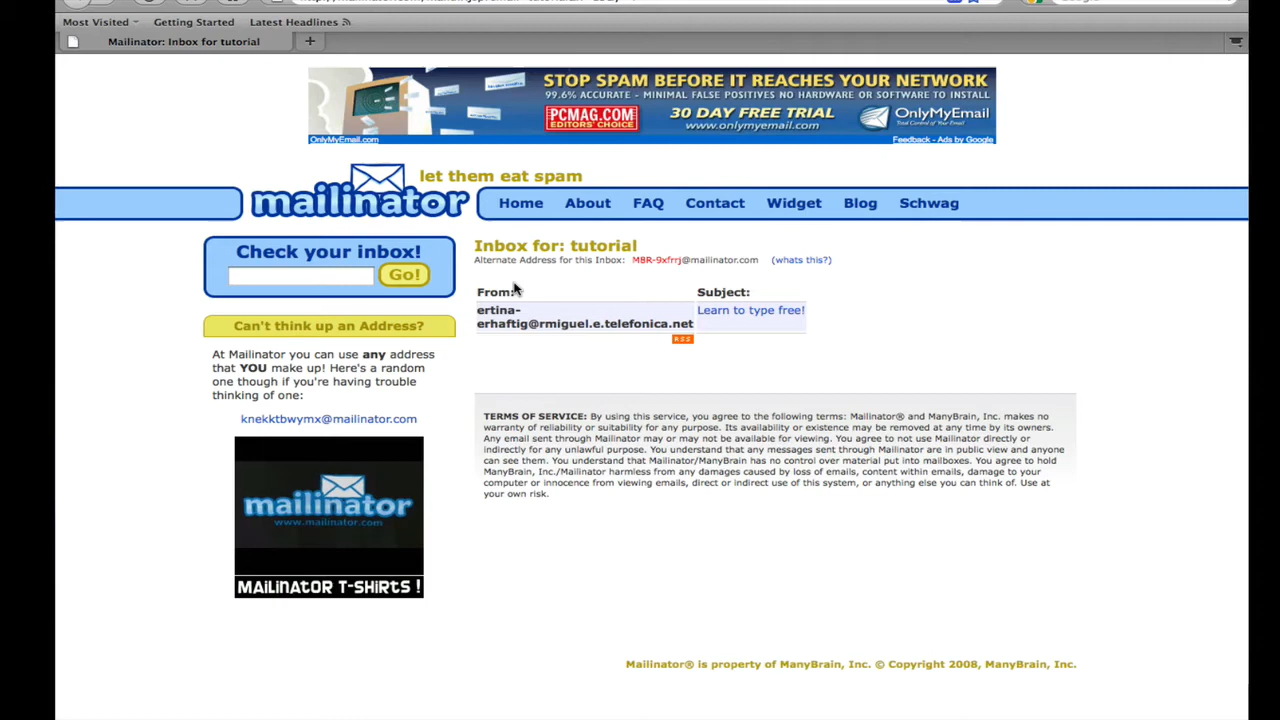 Most Visited Getting Started Latest Headlines
Mailinator: Inbox for tutorial
STOP SPAM BEFORE IT REACHES YOUR NETWORK
99.6% ACCURATE - MINIMAL FALSE POSITIVES NO HARDWARE OR SOFTWARE TO INSTALL
PCMAG.COM
EDITORS' CHOICE
30 DAY FREE TRIAL
www.onlymyemail.com
OnlyMyEmail
OnlyMyEmail.com
Feedback - Ads by Google
let them eat spam
mailinator
Home About FAQ Contact Widget Blog Schwag
Check your inbox!
Go!
Inbox for: tutorial
Alternate Address for this Inbox: M8R-9xfrrj@mailinator.com (whats this?)
From: Subject:
ertina-
erhaftig@rmiguel.e.telefonica.net
Learn to type free!
RSS
Can't think up an Address?
At Mailinator you can use any address
that YOU make up! Here's a random
one though if you're having trouble
thinking of one:
knekktbwymx@mailinator.com
mailinator
www.mailinator.com
MAILINATOR T-SHIRTS !
TERMS OF SERVICE: By using this service, you agree to the following terms: Mailinator® and ManyBrain, Inc. makes no
warranty of reliability or suitability for any purpose. Its availability or existence may be removed at any time by its owners.
Any email sent through Mailinator may or may not be available for viewing. You agree to not use Mailinator directly or
indirectly for any unlawful purpose. You understand that any messages sent through Mailinator are in public view and anyone
can see them. You understand that Mailinator/ManyBrain has no control over material put into mailboxes. You agree to hold
ManyBrain, Inc./Mailinator harmless from any damages caused by loss of emails, content within emails, damage to your
computer or innocence from viewing emails, direct or indirect use of this system, or anything else you can think of. Use at
your own risk.
Mailinator® is property of ManyBrain, Inc. © Copyright 2008, ManyBrain, Inc.